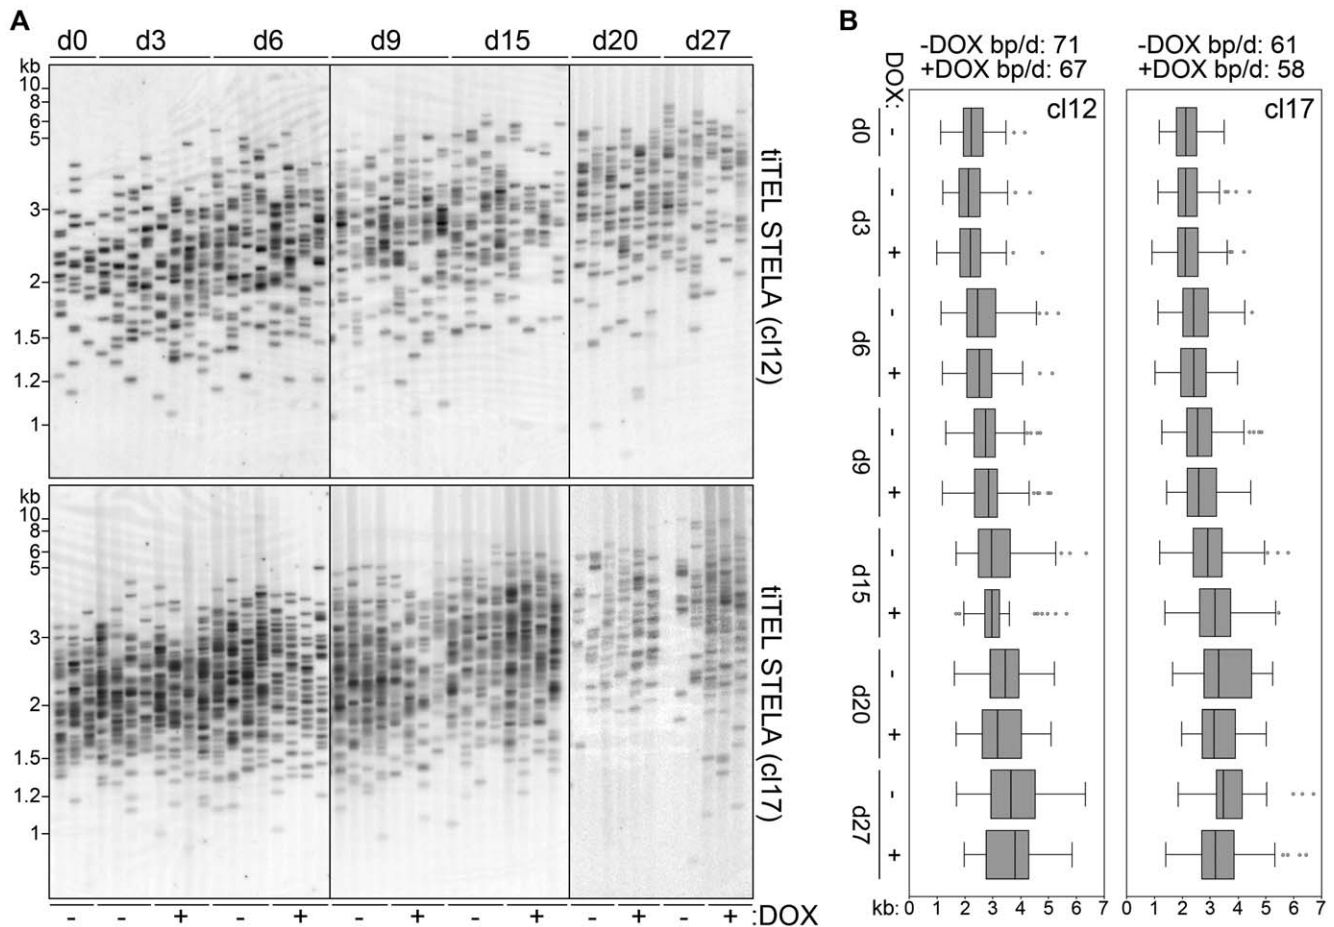 A
d0 d3 d6 d9 d15 d20 d27
kb
10
8
6
5
3
2
1.5
1.2
1
tiTEL STELA (cl12)
kb
10
8
6
5
3
2
1.5
1.2
1
tiTEL STELA (cl17)
- - + - + - + - + - + - + :DOX
B
-DOX bp/d: 71
+DOX bp/d: 67
-DOX bp/d: 61
+DOX bp/d: 58
DOX:
cl12
cl17
d0 -
d3 - +
d6 - +
d9 - +
d15 - +
d20 - +
d27 - +
kb: 0 1 2 3 4 5 6 7
0 1 2 3 4 5 6 7